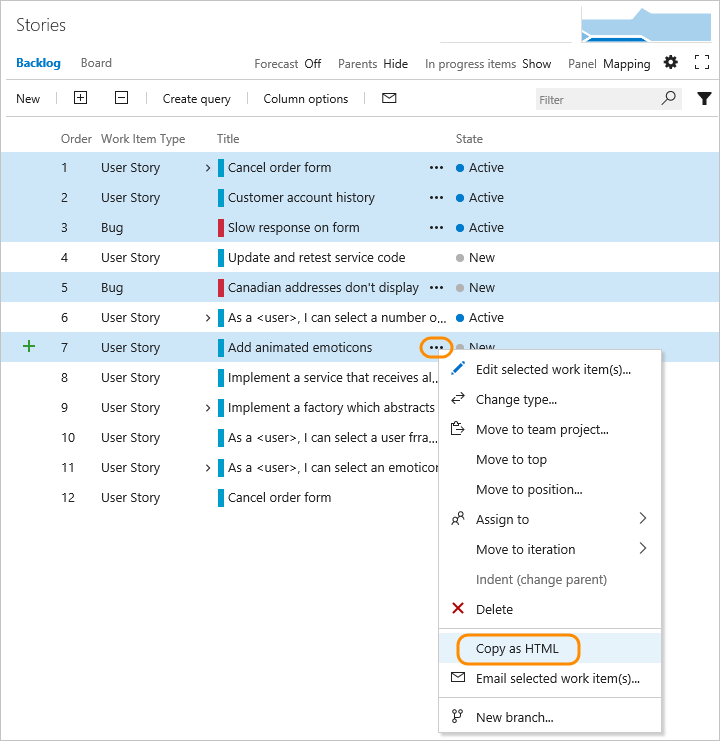 Stories
Backlog Board Forecast Off Parents Hide In progress items Show Panel Mapping
New Create query Column options Filter
Order Work Item Type Title State
1 User Story Cancel order form ... Active
2 User Story Customer account history ... Active
3 Bug Slow response on form ... Active
4 User Story Update and retest service code New
5 Bug Canadian addresses don't display ... New
6 User Story As a <user>, I can select a number o... Active
7 User Story Add animated emoticons ... New
8 User Story Implement a service that receives al...
9 User Story Implement a factory which abstracts
10 User Story As a <user>, I can select a user frra...
11 User Story As a <user>, I can select an emoticon
12 User Story Cancel order form
Edit selected work item(s)...
Change type...
Move to team project...
Move to top
Move to position...
Assign to
Move to iteration
Indent (change parent)
Delete
Copy as HTML
Email selected work item(s)...
New branch...